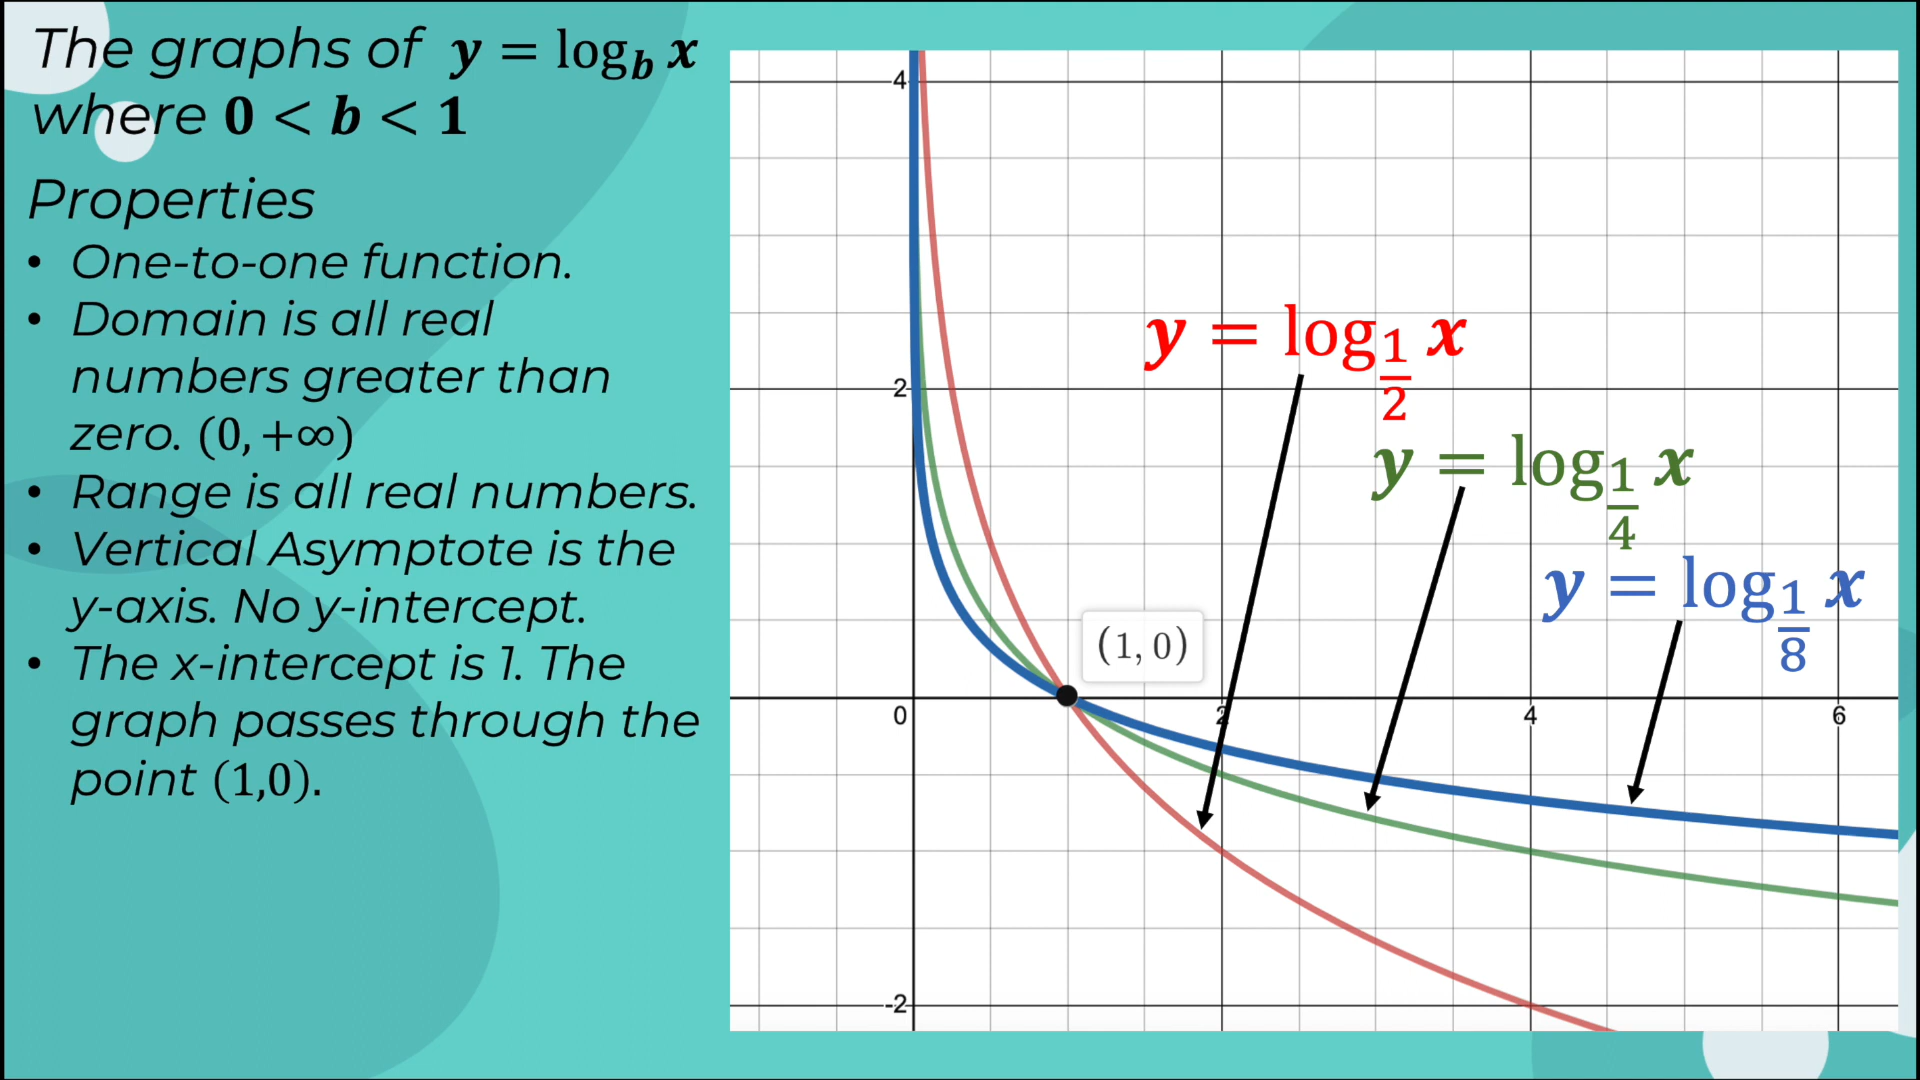 The graphs of y = log_b x
where 0 < b < 1
Properties
• One-to-one function.
• Domain is all real
numbers greater than
zero. (0, +∞)
• Range is all real numbers.
• Vertical Asymptote is the
y-axis. No y-intercept.
• The x-intercept is 1. The
graph passes through the
point (1,0).
4
2
y = log_{1/2} x
y = log_{1/4} x
y = log_{1/8} x
(1, 0)
0 2 4 6
-2